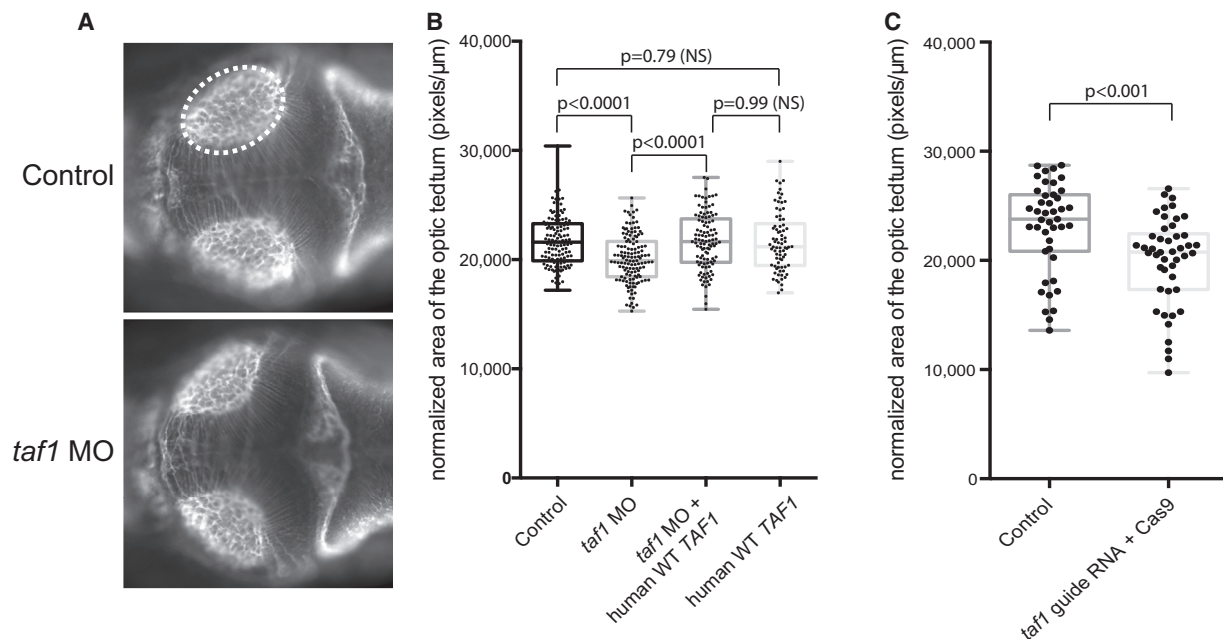 A
Control
taf1 MO
B
normalized area of the optic tedtum (pixels/µm)
40,000
30,000
20,000
10,000
0
p=0.79 (NS)
p<0.0001
p=0.99 (NS)
p<0.0001
Control
taf1 MO
taf1 MO +
human WT TAF1
human WT TAF1
C
normalized area of the optic tedtum (pixels/µm)
40,000
30,000
20,000
10,000
0
p<0.001
Control
taf1 guide RNA + Cas9